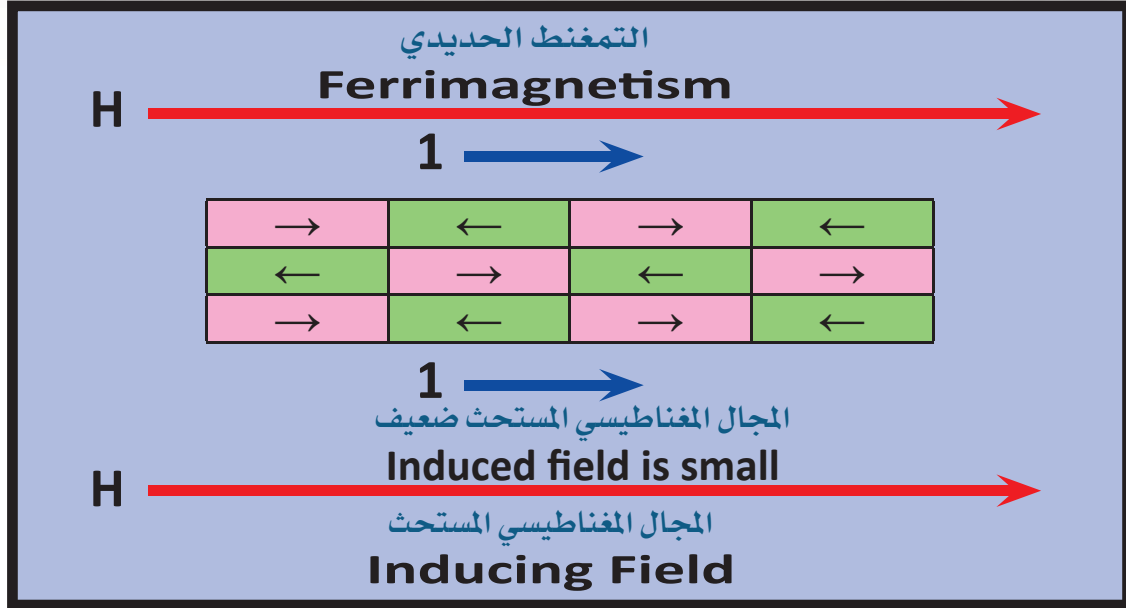 التمغنط الحديدي
Ferrimagnetism
H
1
→ ← → ←
← → ← →
→ ← → ←
1
المجال المغناطيسي المستحث ضعيف
Induced field is small
H
المجال المغناطيسي المستحث
Inducing Field